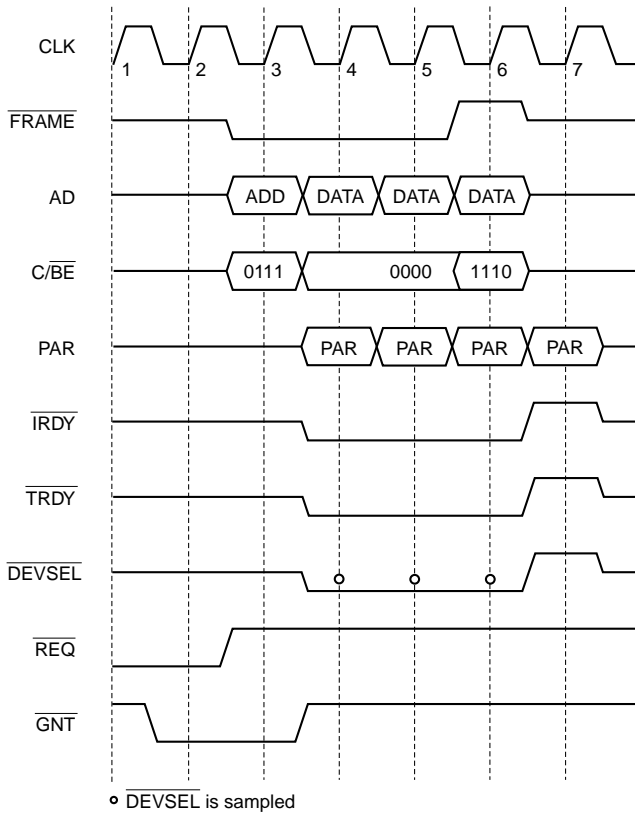 CLK
1 2 3 4 5 6 7
FRAME
AD
ADD DATA DATA DATA
C/BE
0111 0000 1110
PAR
PAR PAR PAR PAR
IRDY
TRDY
DEVSEL
REQ
GNT
DEVSEL is sampled